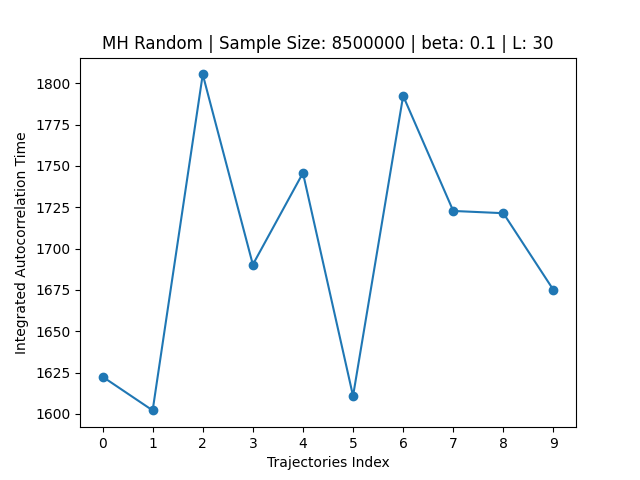 MH Random | Sample Size: 8500000 | beta: 0.1 | L: 30
Integrated Autocorrelation Time
1800
1775
1750
1725
1700
1675
1650
1625
1600
0 1 2 3 4 5 6 7 8 9
Trajectories Index